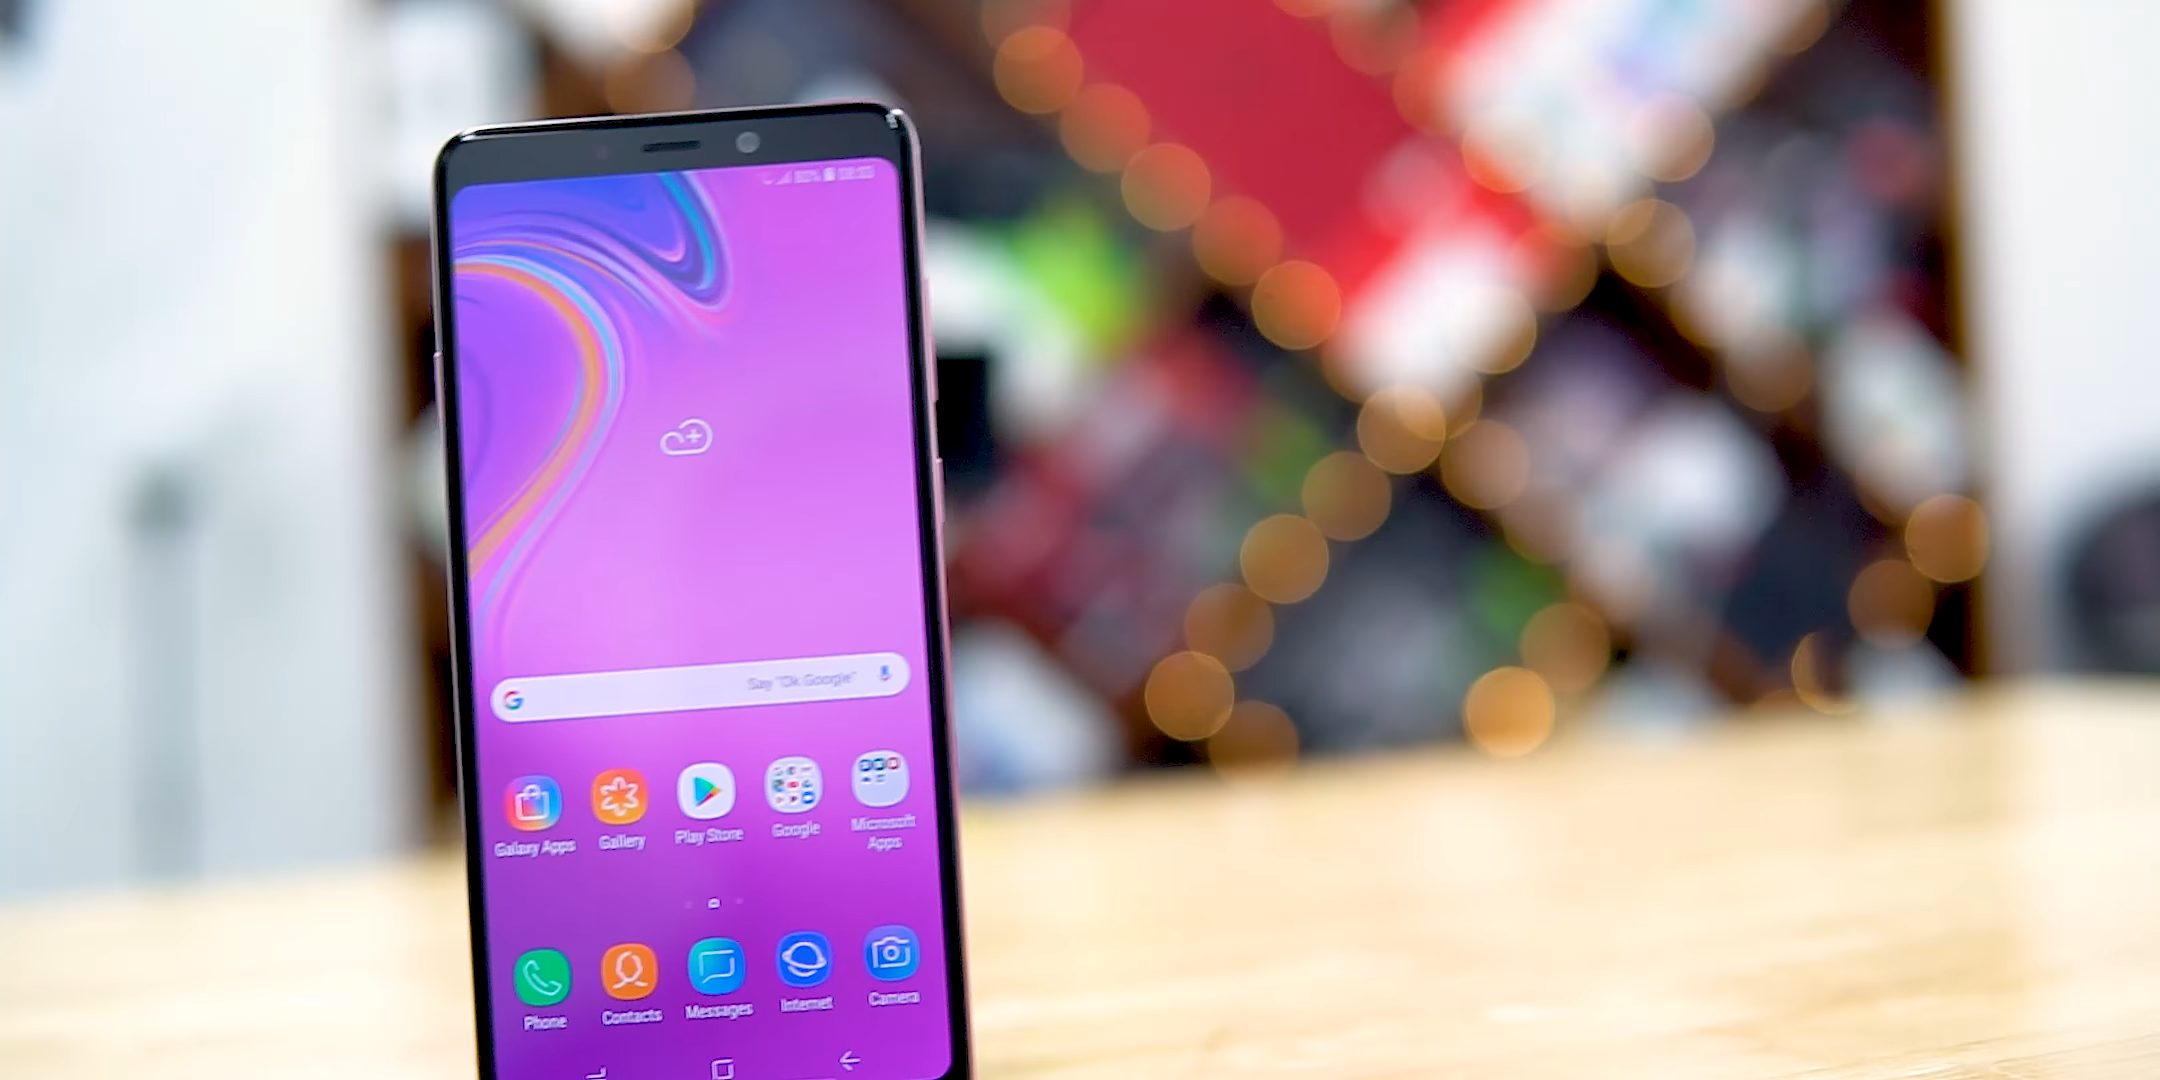 Say "Ok Google"
Galaxy Apps
Gallery
Play Store
Google
Microsoft
Apps
Phone
Contacts
Messages
Internet
Camera